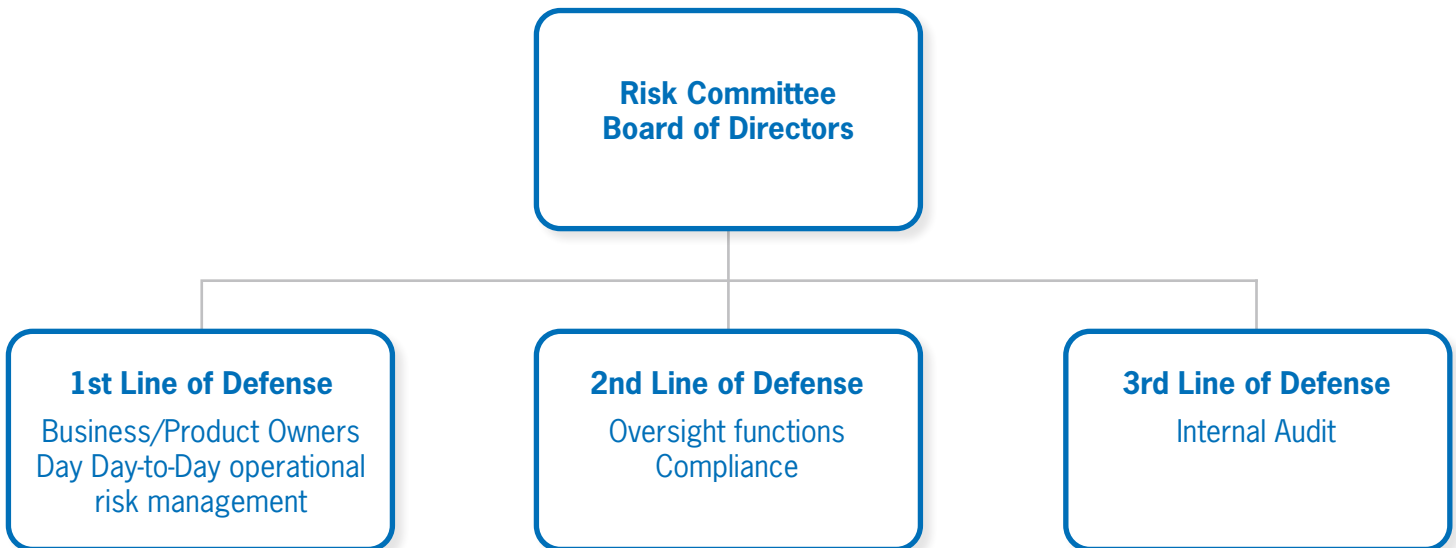 Risk Committee
Board of Directors
1st Line of Defense
Business/Product Owners
Day Day-to-Day operational
risk management
2nd Line of Defense
Oversight functions
Compliance
3rd Line of Defense
Internal Audit